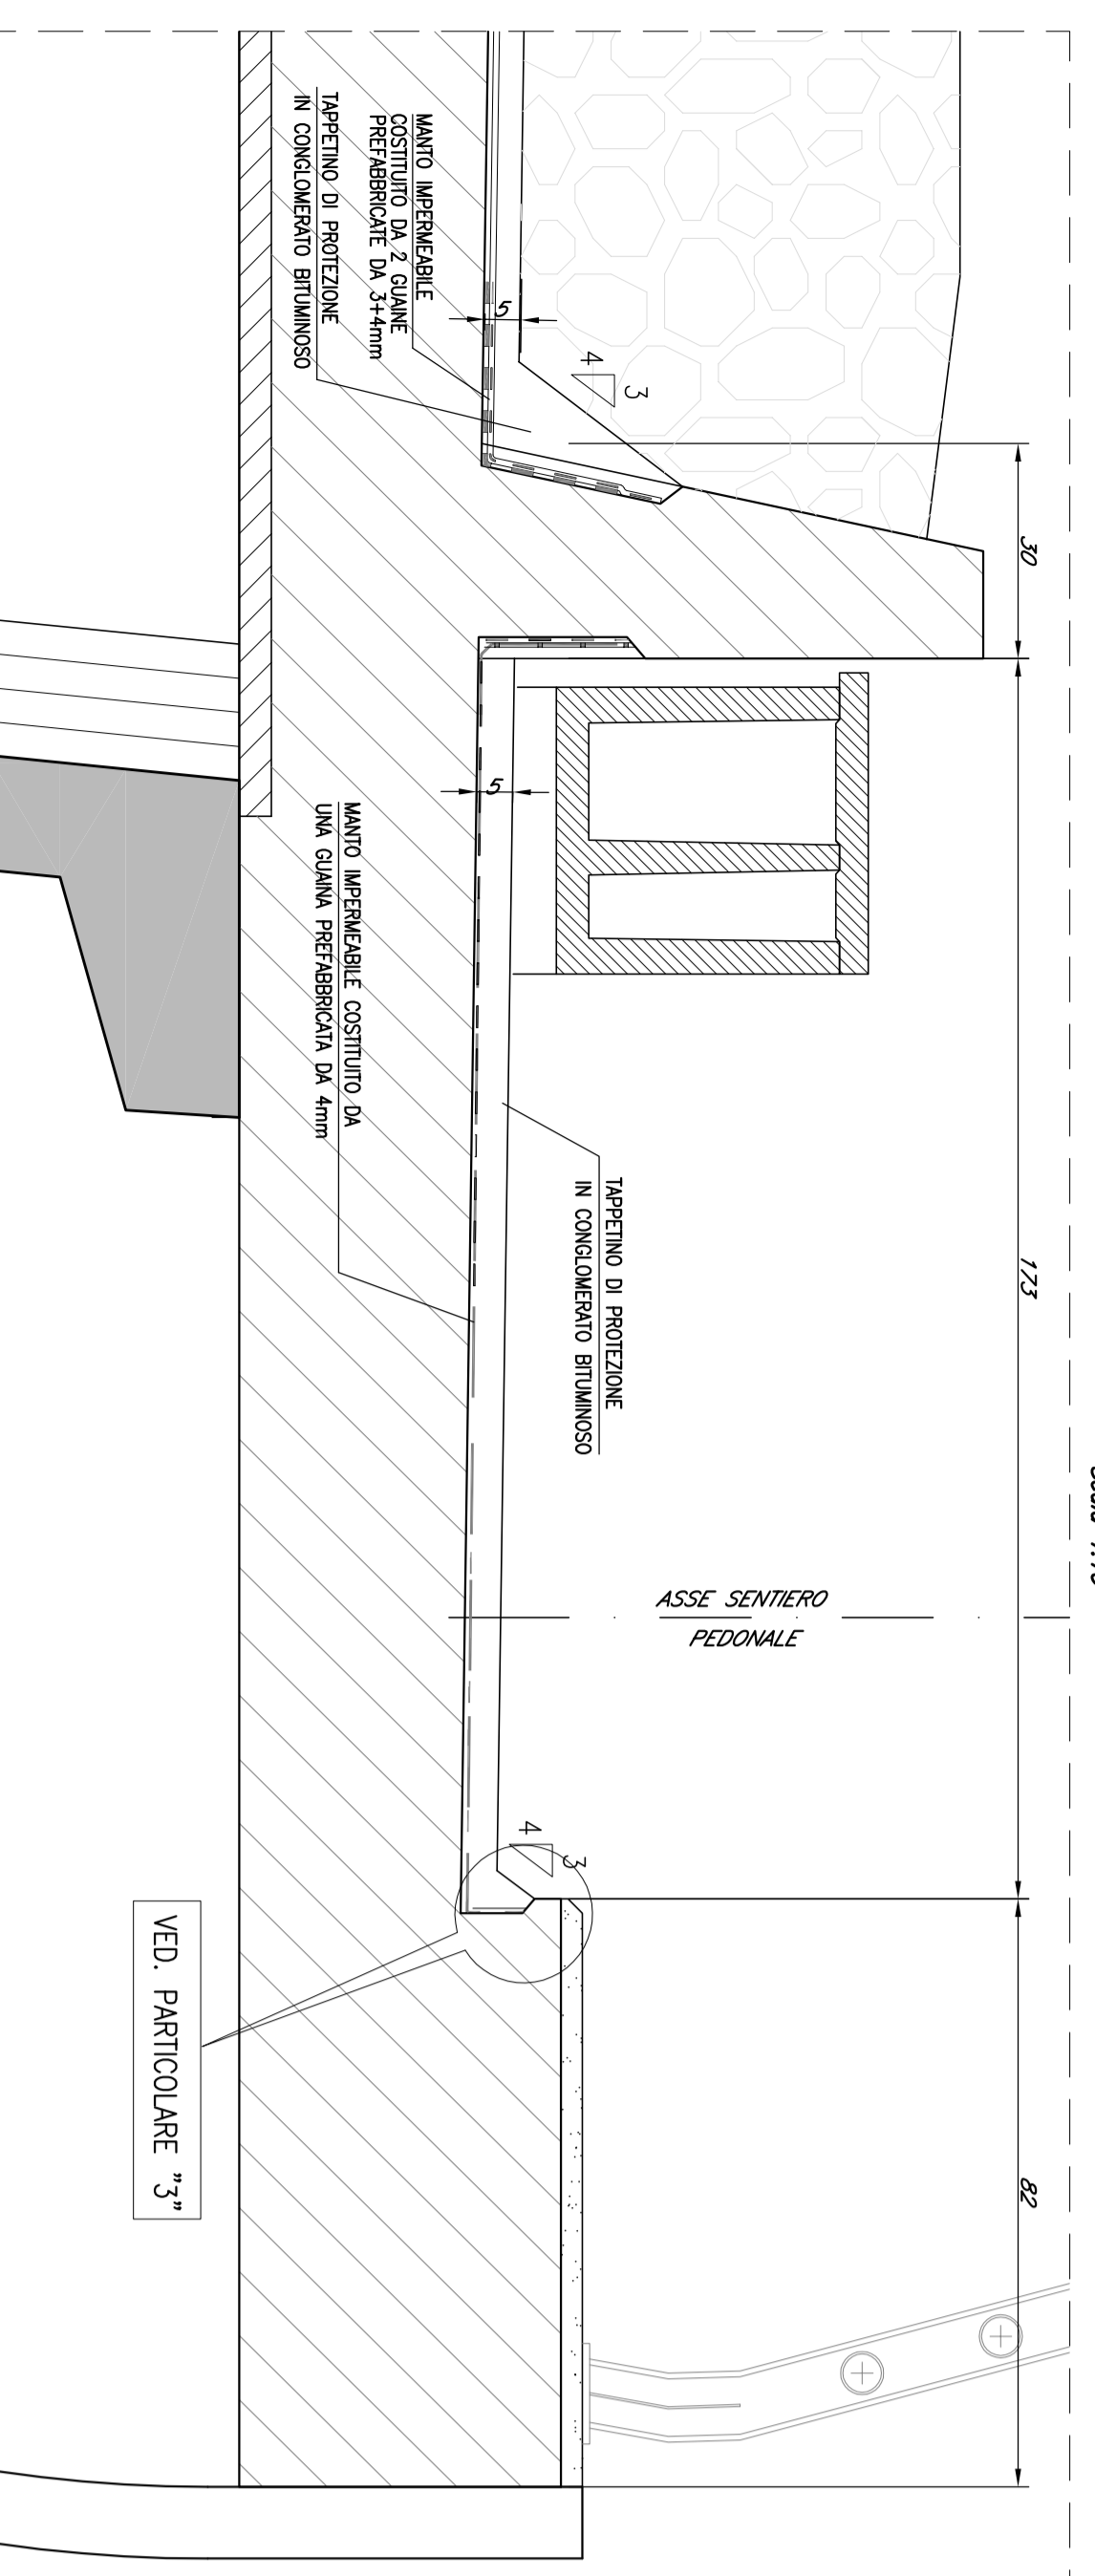 30
173
82
MANTO IMPERMEABILE
COSTITUITO DA 2 GUAINE
PREFABBRICATE DA 3+4mm
TAPPETINO DI PROTEZIONE
IN CONGLOMERATO BITUMINOSO
5
4
3
5
MANTO IMPERMEABILE COSTITUITO DA
UNA GUAINA PREFABBRICATA DA 4mm
TAPPETINO DI PROTEZIONE
IN CONGLOMERATO BITUMINOSO
ASSE SENTIERO
PEDONALE
4
3
VED. PARTICOLARE "3"